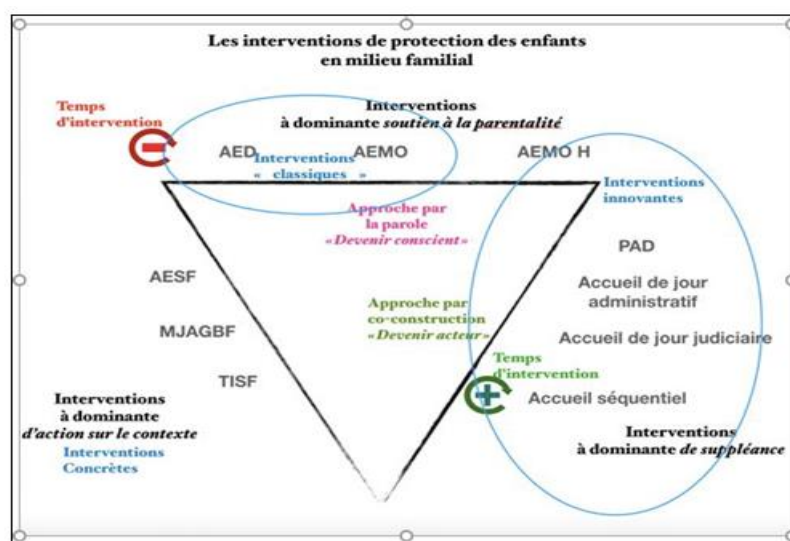 Les interventions de protection des enfants
en milieu familial
Temps
d'intervention
Interventions
à dominante soutien à la parentalité
AED
AEMO
AEMO H
Interventions
« classiques »
Interventions
innovantes
Approche par
la parole
«Devenir conscient»
PAD
AESF
Accueil de jour
administratif
Approche par
co-construction
«Devenir acteur»
MJAGBF
Accueil de jour judiciaire
Temps
d'intervention
TISF
Accueil séquentiel
Interventions
à dominante
d'action sur le contexte
Interventions
Concrètes
Interventions
à dominante de suppléance